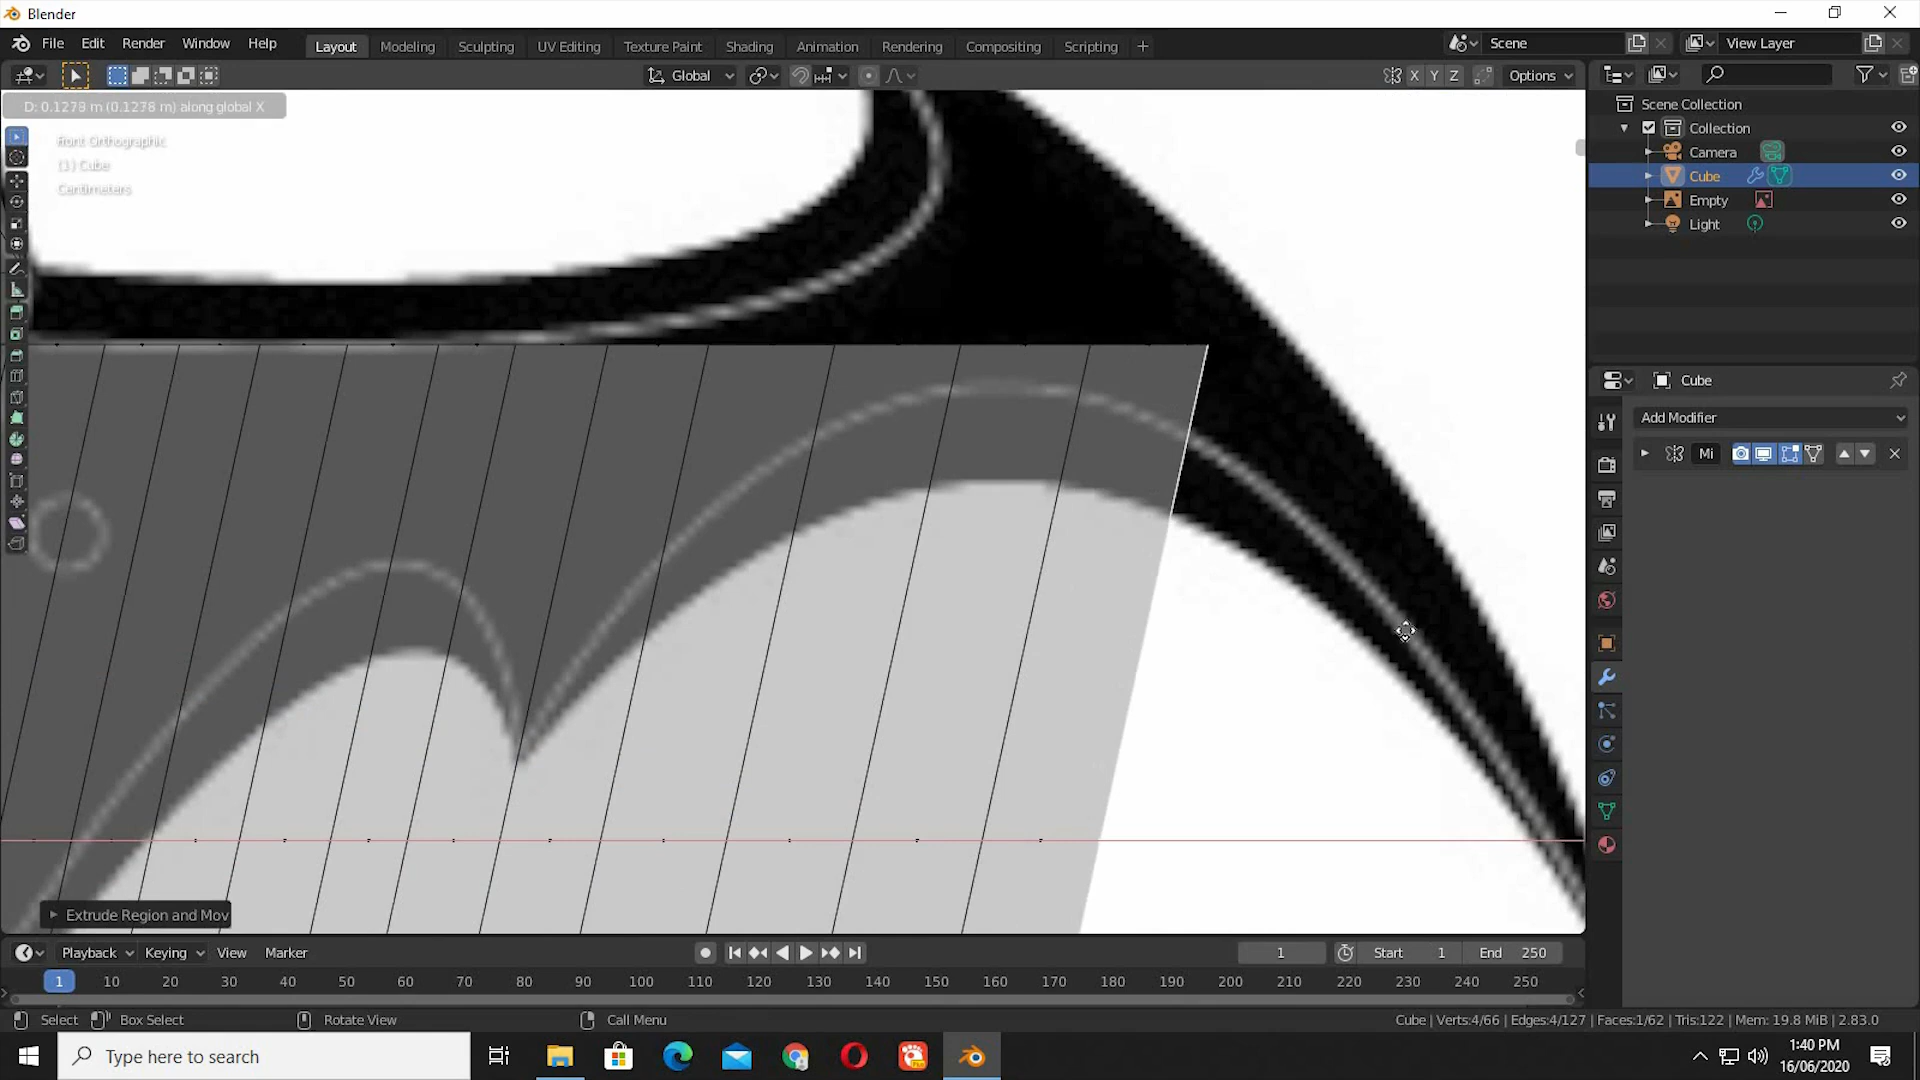 Blender
File Edit Render Window Help Layout Modeling Sculpting UV Editing Texture Paint Shading Animation Rendering Compositing Scripting + Scene View Layer
Global X Y Z Options
D: 0.1278 m (0.1278 m) along global X
Front Orthographic
(1) Cube
Centimeters
Scene Collection
Collection
Camera
Cube
Empty
Light
Cube
Add Modifier
Mi
Extrude Region and Mov
Playback Keying View Marker 1 Start 1 End 250
1 10 20 30 40 50 60 70 80 90 100 110 120 130 140 150 160 170 180 190 200 210 220 230 240 250
Select Box Select Rotate View Call Menu Cube | Verts:4/66 | Edges:4/127 | Faces:1/62 | Tris:122 | Mem: 19.8 MiB | 2.83.0
Type here to search
1:40 PM
16/06/2020